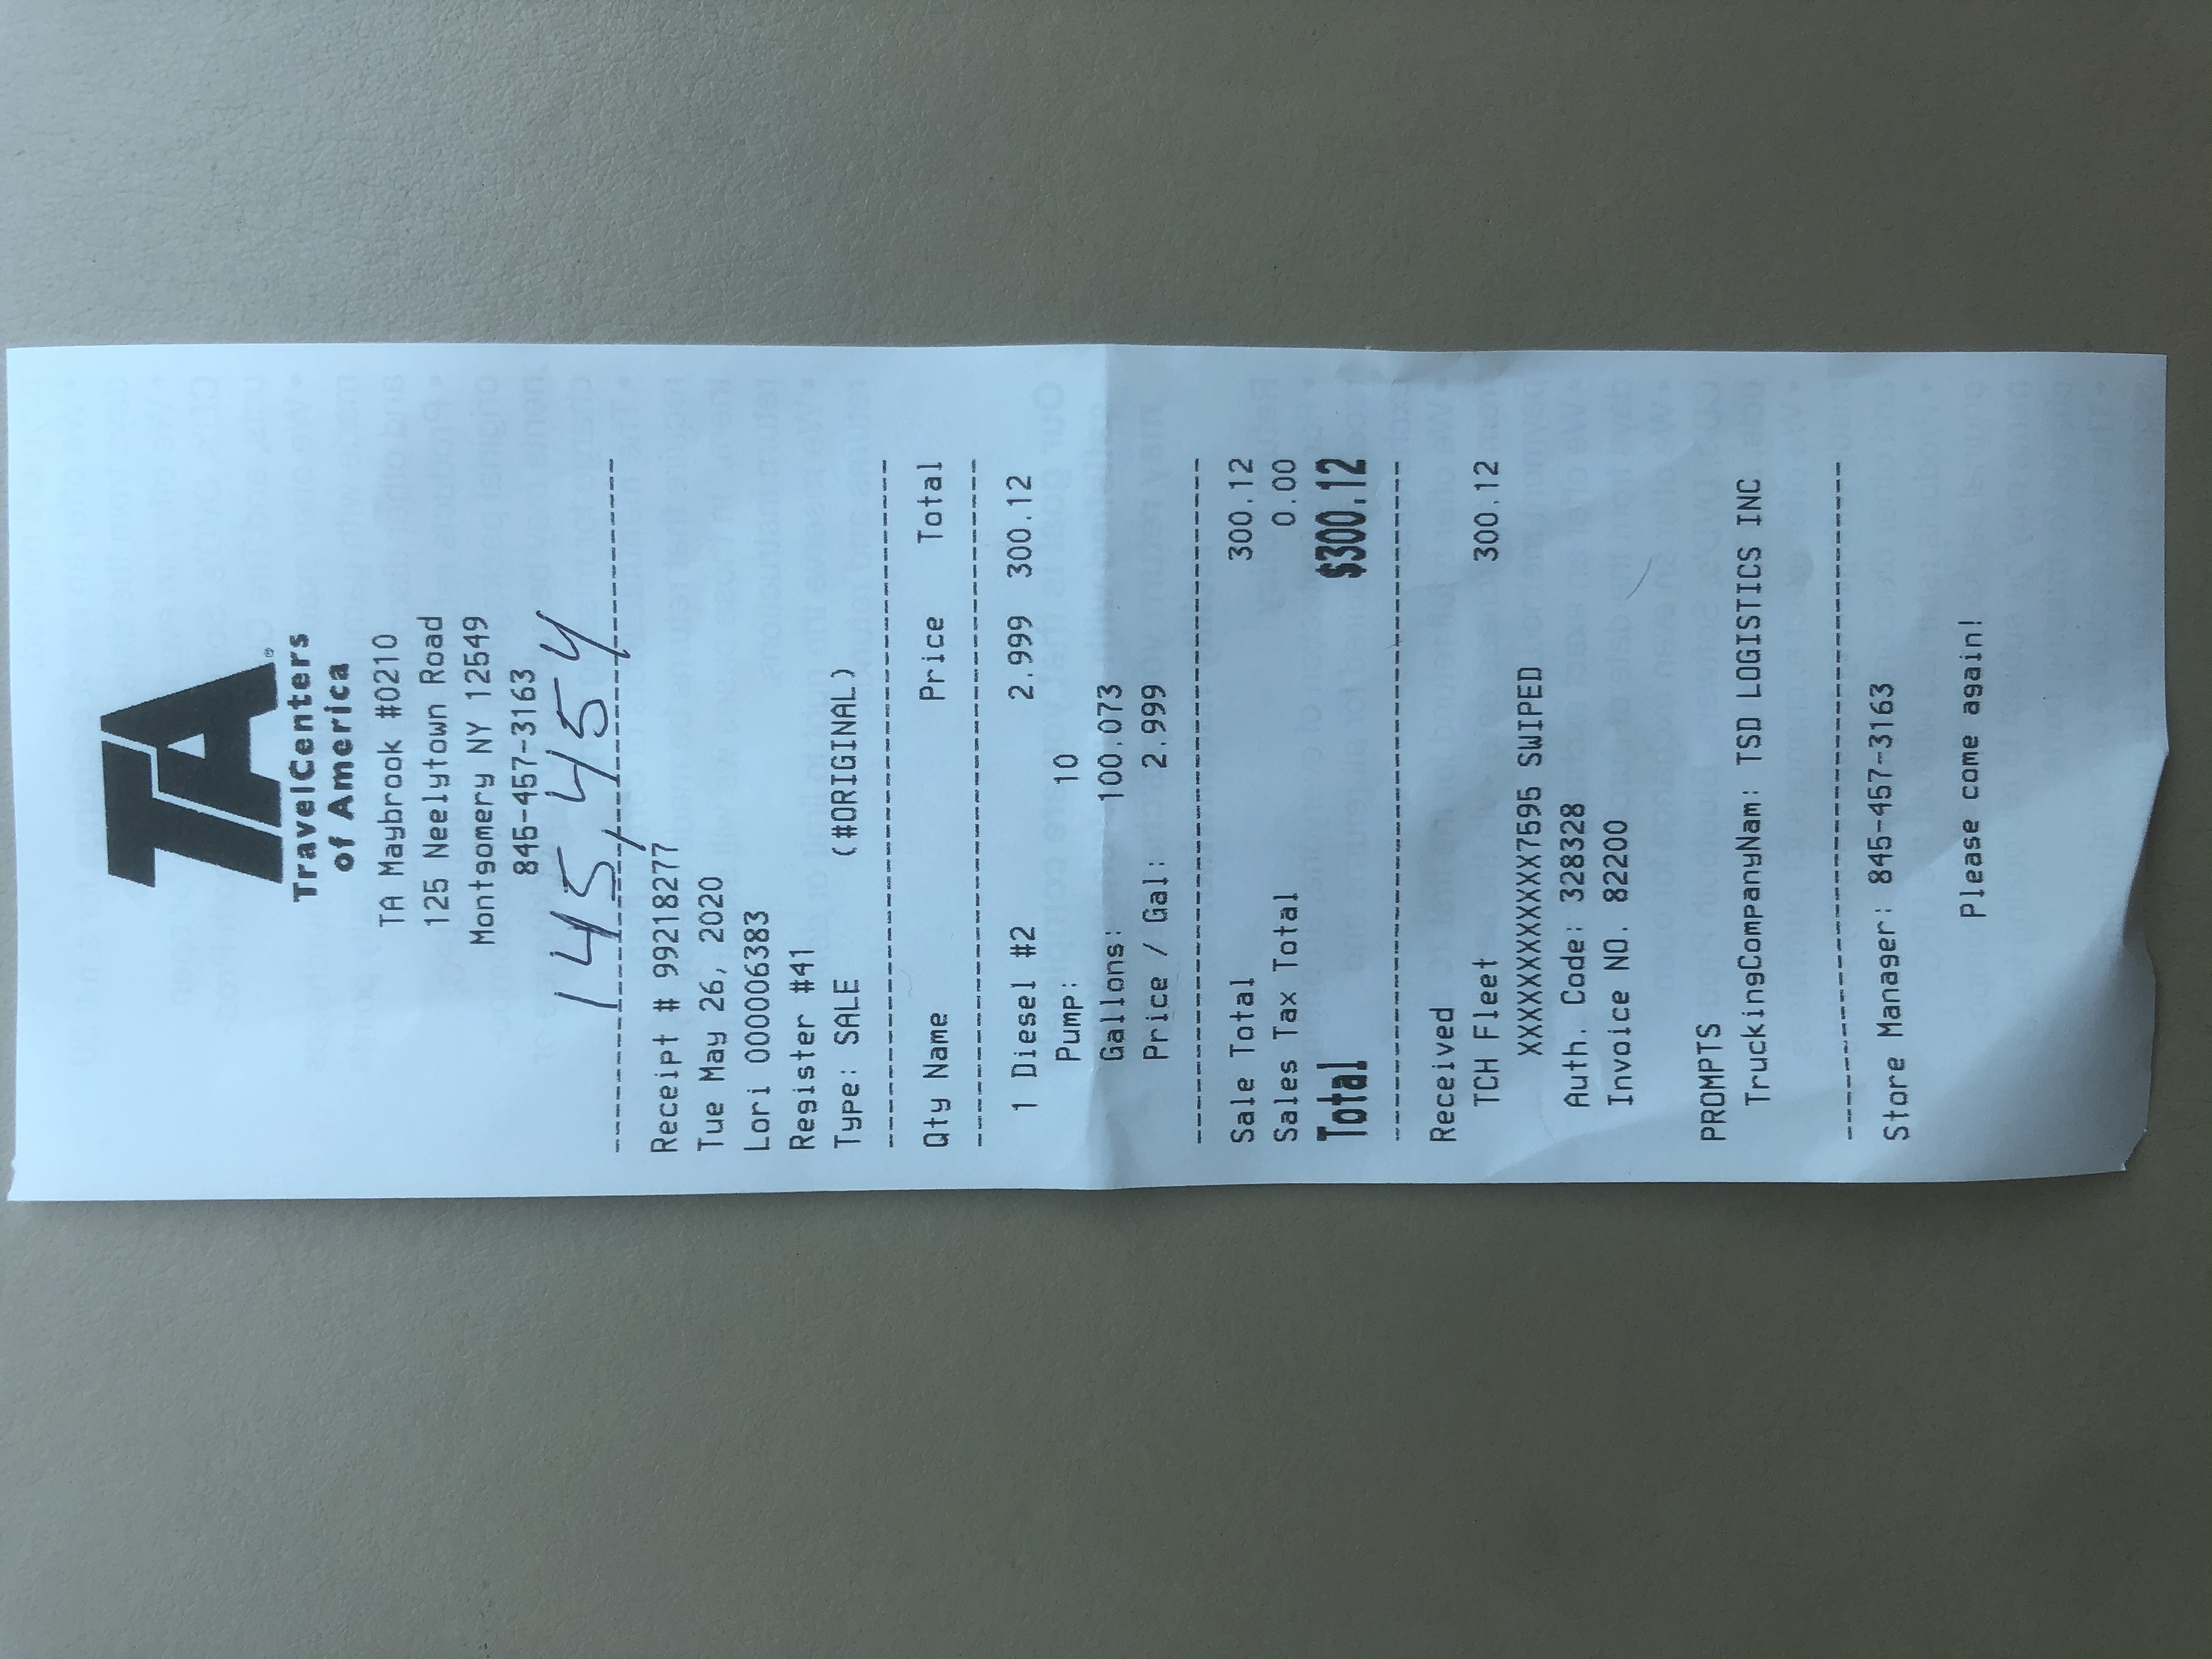 TA
TravelCenters
of America®
TA Maybrook #0210
125 Neelytown Road
Montgomery NY 12549
845-457-3163
145,454
Receipt # 99218277
Tue May 26, 2020
Lori 000006383
Register #41
Type: SALE (#ORIGINAL)
Qty Name Price Total
1 Diesel #2 2.999 300.12
Pump: 10
Gallons: 100.073
Price / Gal: 2.999
Sale Total 300.12
Sales Tax Total 0.00
Total $300.12
Received
TCH Fleet 300.12
XXXXXXXXXXXXXXX7595 SWIPED
Auth. Code: 328328
Invoice NO. 82200
PROMPTS
TruckingCompanyNam: TSD LOGISTICS INC
Store Manager: 845-457-3163
Please come again!